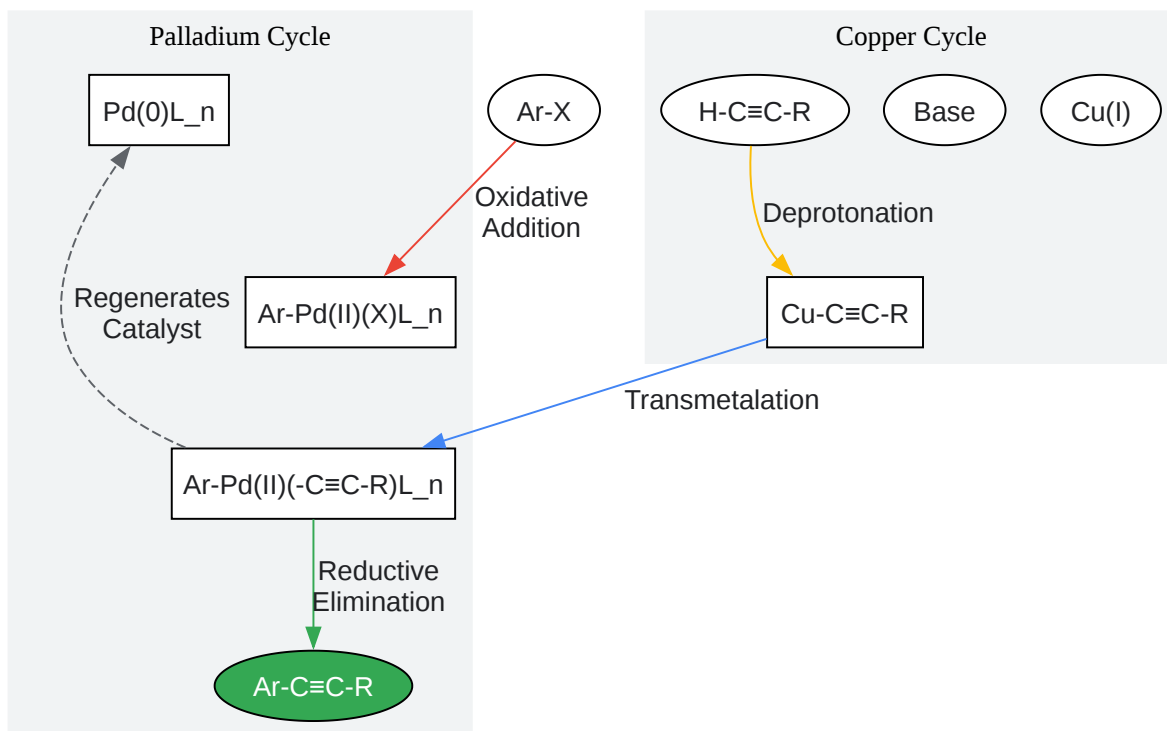 Palladium Cycle
Copper Cycle
Pd(0)L_n
Ar-X
H-C≡C-R
Base
Cu(I)
Oxidative
Addition
Deprotonation
Regenerates
Catalyst
Ar-Pd(II)(X)L_n
Cu-C≡C-R
Transmetalation
Ar-Pd(II)(-C≡C-R)L_n
Reductive
Elimination
Ar-C≡C-R